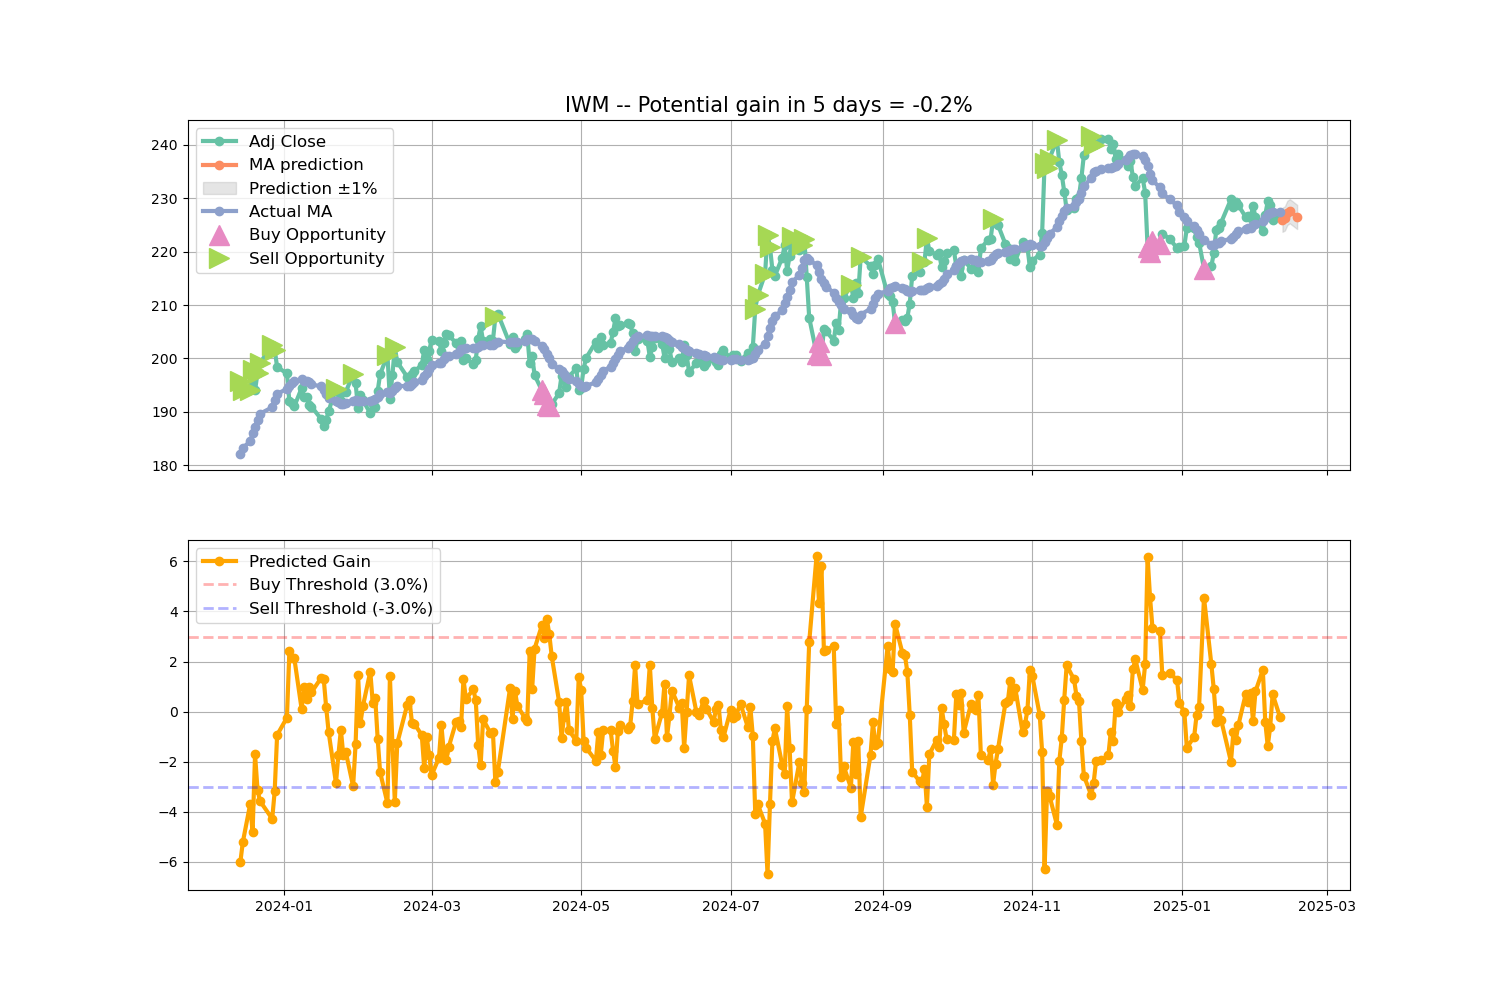 IWM -- Potential gain in 5 days = -0.2%
240
230
220
210
200
190
180
Adj Close
MA prediction
Prediction ±1%
Actual MA
Buy Opportunity
Sell Opportunity
6
4
2
0
−2
−4
−6
Predicted Gain
Buy Threshold (3.0%)
Sell Threshold (-3.0%)
2024-01
2024-03
2024-05
2024-07
2024-09
2024-11
2025-01
2025-03